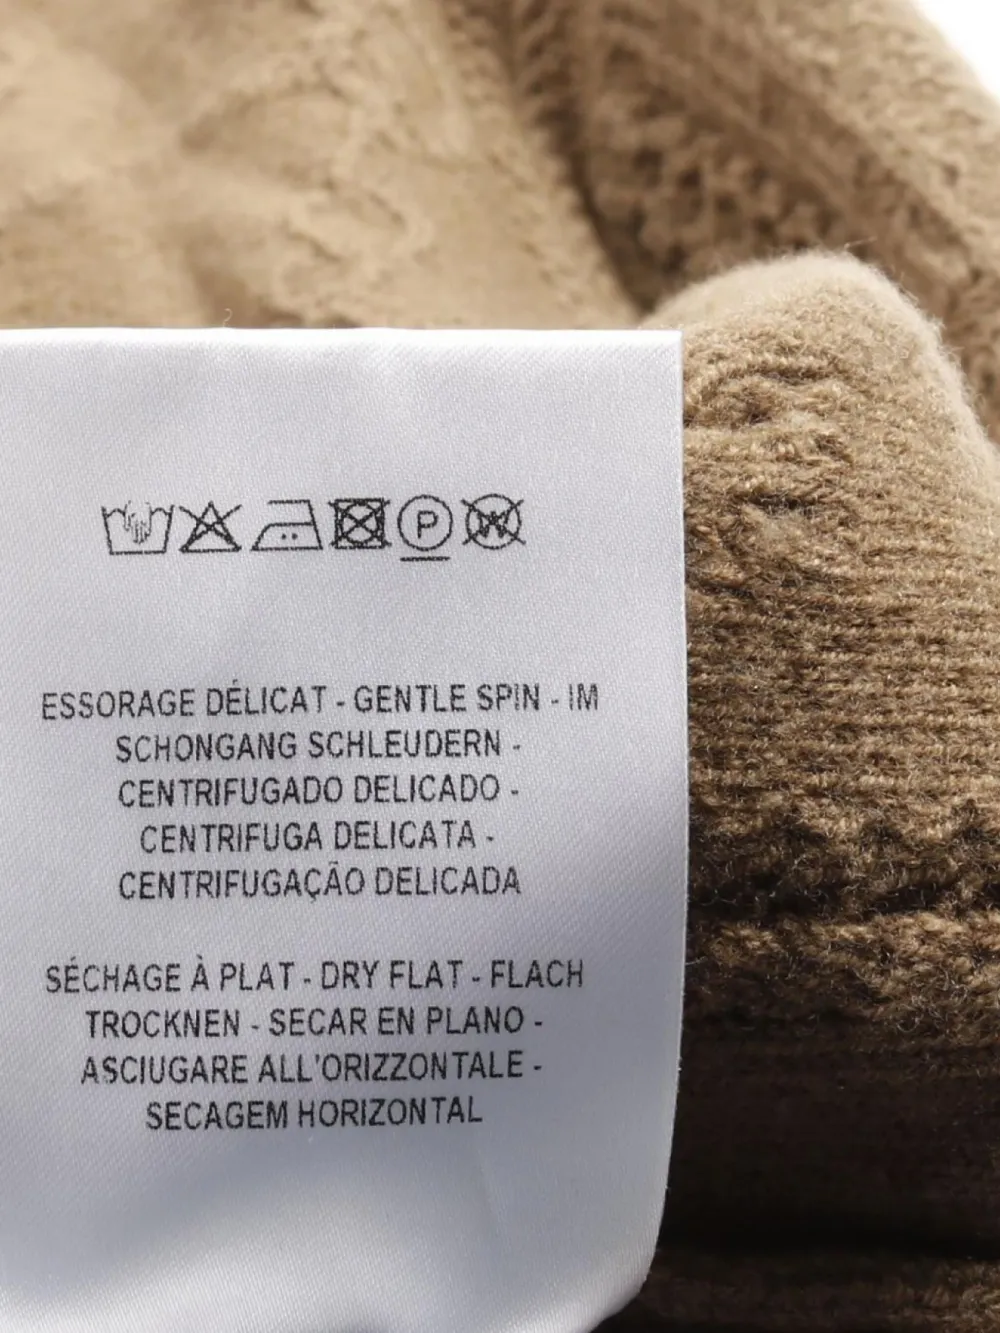 P W
ESSORAGE DÉLICAT - GENTLE SPIN - IM
SCHONGANG SCHLEUDERN -
CENTRIFUGADO DELICADO -
CENTRIFUGA DELICATA -
CENTRIFUGAÇÃO DELICADA
SÉCHAGE À PLAT - DRY FLAT - FLACH
TROCKNEN - SECAR EN PLANO -
ASCIUGARE ALL'ORIZZONTALE -
SECAGEM HORIZONTAL